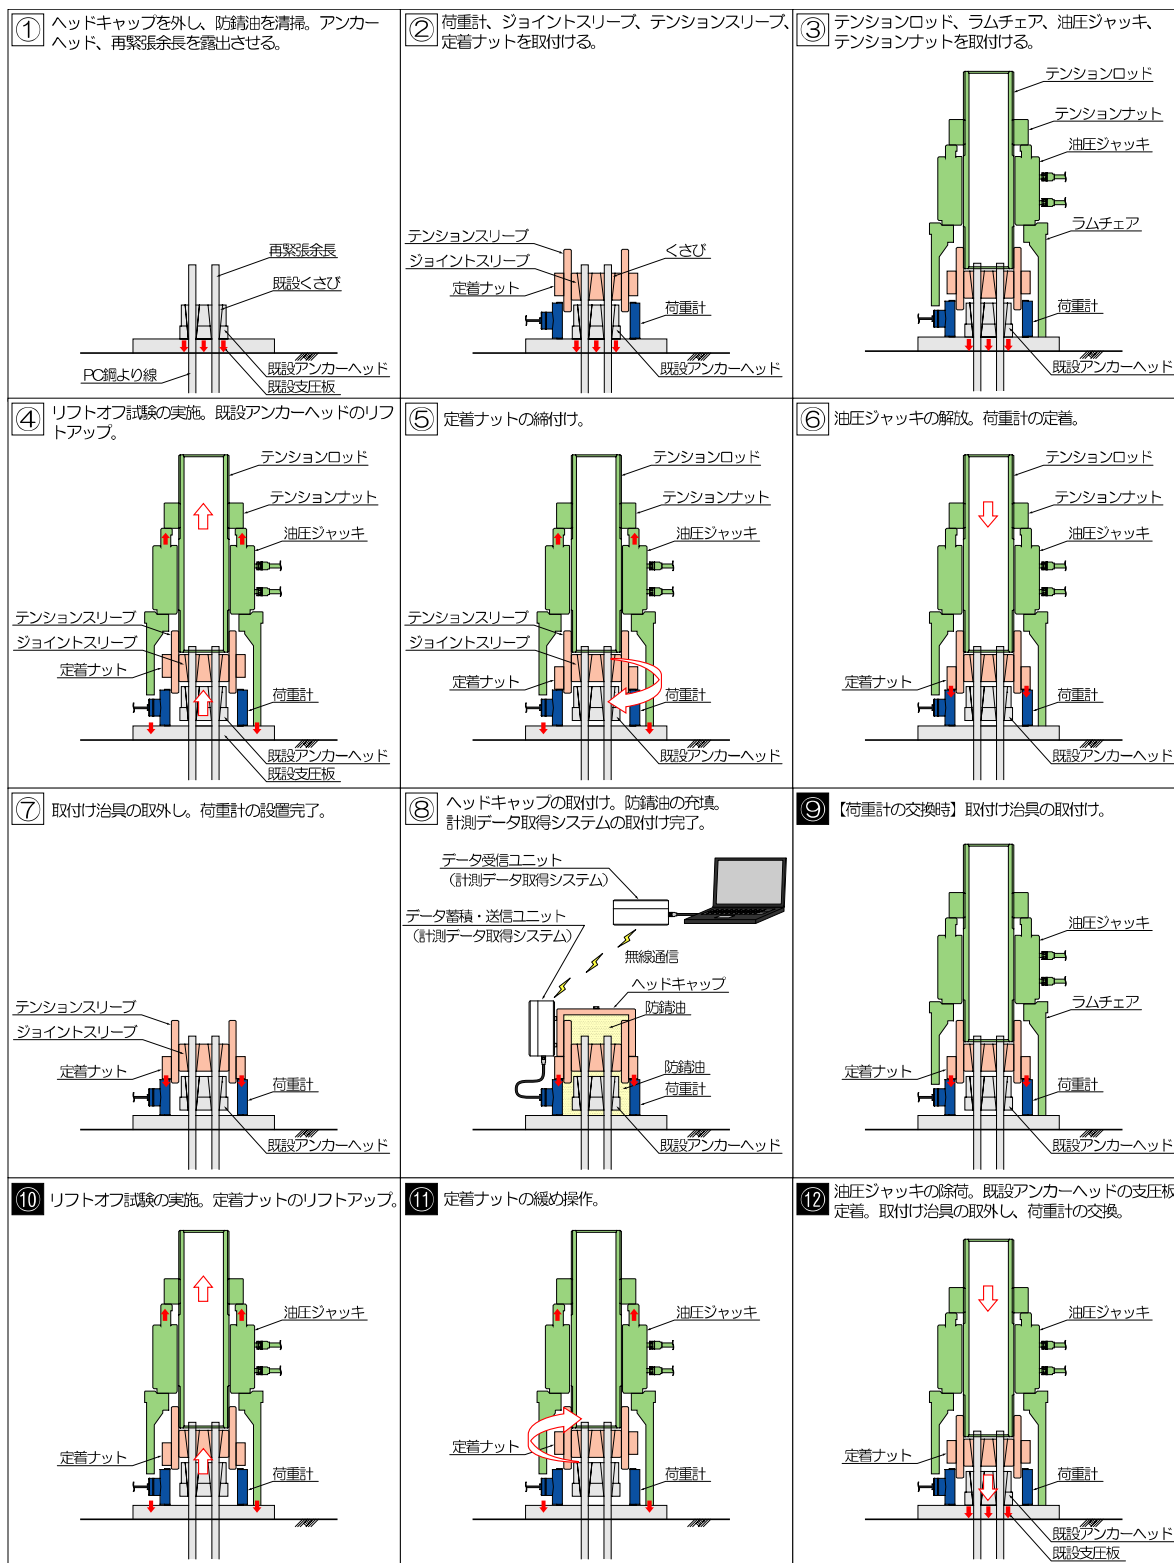 ① ヘッドキャップを外し、防錆油を清掃。アンカー
ヘッド、再緊張余長を露出させる。
再緊張余長
既設くさび
既設アンカーヘッド
PC鋼より線
既設支圧板
② 荷重計、ジョイントスリーブ、テンションスリーブ、
定着ナットを取付ける。
テンションスリーブ
ジョイントスリーブ
くさび
定着ナット
荷重計
既設アンカーヘッド
③ テンションロッド、ラムチェア、油圧ジャッキ、
テンションナットを取付ける。
テンションロッド
テンションナット
油圧ジャッキ
ラムチェア
荷重計
既設アンカーヘッド
④ リフトオフ試験の実施。既設アンカーヘッドのリフ
トアップ。
テンションロッド
テンションナット
油圧ジャッキ
テンションスリーブ
ジョイントスリーブ
定着ナット
荷重計
既設アンカーヘッド
既設支圧板
⑤ 定着ナットの締付け。
テンションロッド
テンションナット
油圧ジャッキ
テンションスリーブ
ジョイントスリーブ
定着ナット
荷重計
既設アンカーヘッド
⑥ 油圧ジャッキの解放。荷重計の定着。
テンションロッド
テンションナット
油圧ジャッキ
定着ナット
荷重計
既設アンカーヘッド
⑦ 取付け治具の取外し。荷重計の設置完了。
テンションスリーブ
ジョイントスリーブ
定着ナット
荷重計
既設アンカーヘッド
⑧ ヘッドキャップの取付け。防錆油の充填。
計測データ取得システムの取付け完了。
データ受信ユニット
(計測データ取得システム)
データ蓄積・送信ユニット
(計測データ取得システム)
無線通信
ヘッドキャップ
防錆油
防錆油
荷重計
既設アンカーヘッド
⑨ 【荷重計の交換時】取付け治具の取付け。
油圧ジャッキ
ラムチェア
定着ナット
荷重計
既設アンカーヘッド
⑩ リフトオフ試験の実施。定着ナットのリフトアップ。
油圧ジャッキ
定着ナット
荷重計
⑪ 定着ナットの緩め操作。
油圧ジャッキ
定着ナット
荷重計
⑫ 油圧ジャッキの除荷。既設アンカーヘッドの支圧板
定着。取付け治具の取外し、荷重計の交換。
油圧ジャッキ
定着ナット
荷重計
既設アンカーヘッド
既設支圧板